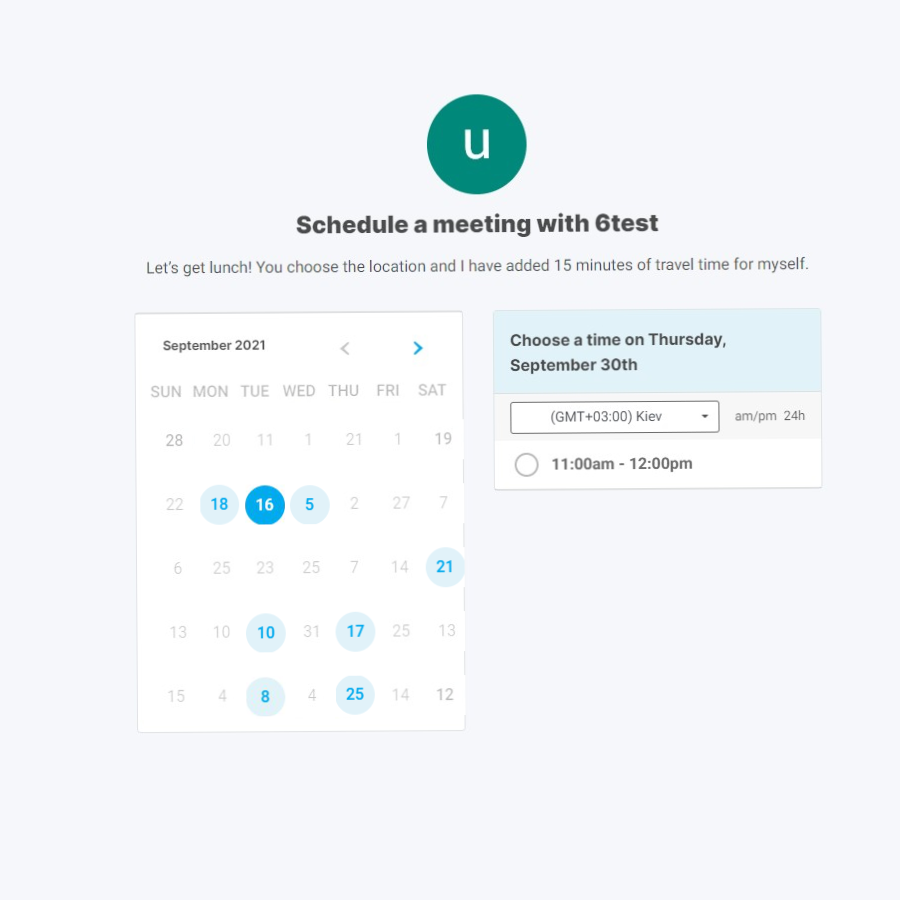 u
Schedule a meeting with 6test
Let's get lunch! You choose the location and I have added 15 minutes of travel time for myself.
September 2021
SUN MON TUE WED THU FRI SAT
28 20 11 1 21 1 19
22 18 16 5 2 27 7
6 25 23 25 7 14 21
13 10 10 31 17 25 13
15 4 8 4 25 14 12
Choose a time on Thursday,
September 30th
(GMT+03:00) Kiev am/pm 24h
11:00am - 12:00pm